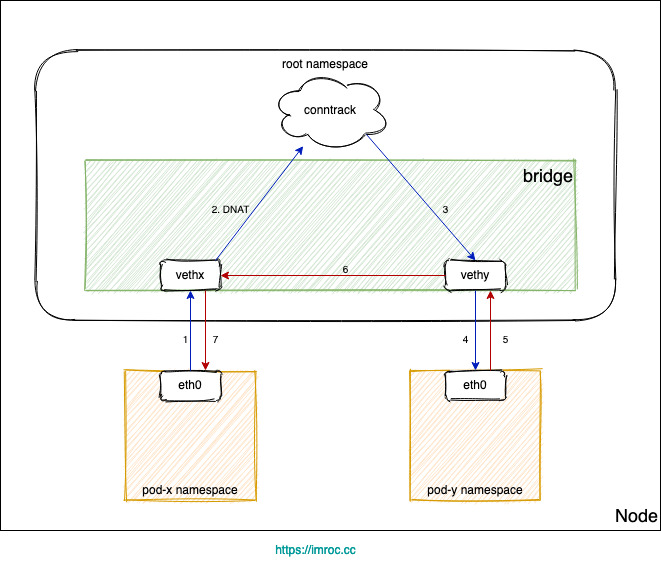 root namespace
conntrack
bridge
2. DNAT
3
vethx
6
vethy
1
7
4
5
eth0
eth0
pod-x namespace
pod-y namespace
Node
https://imroc.cc